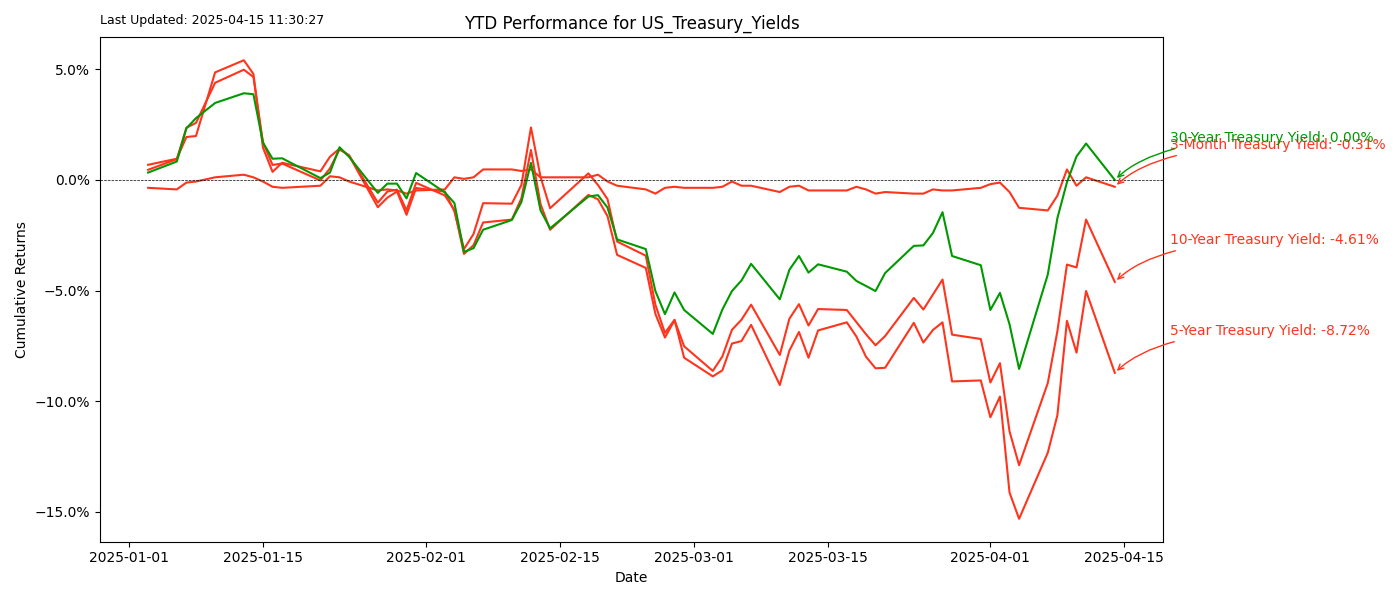 Last Updated: 2025-04-15 11:30:27
YTD Performance for US_Treasury_Yields
Cumulative Returns
5.0%
0.0%
−5.0%
−10.0%
−15.0%
30-Year Treasury Yield: 0.00%
3-Month Treasury Yield: -0.31%
10-Year Treasury Yield: -4.61%
5-Year Treasury Yield: -8.72%
2025-01-01
2025-01-15
2025-02-01
2025-02-15
2025-03-01
2025-03-15
2025-04-01
2025-04-15
Date